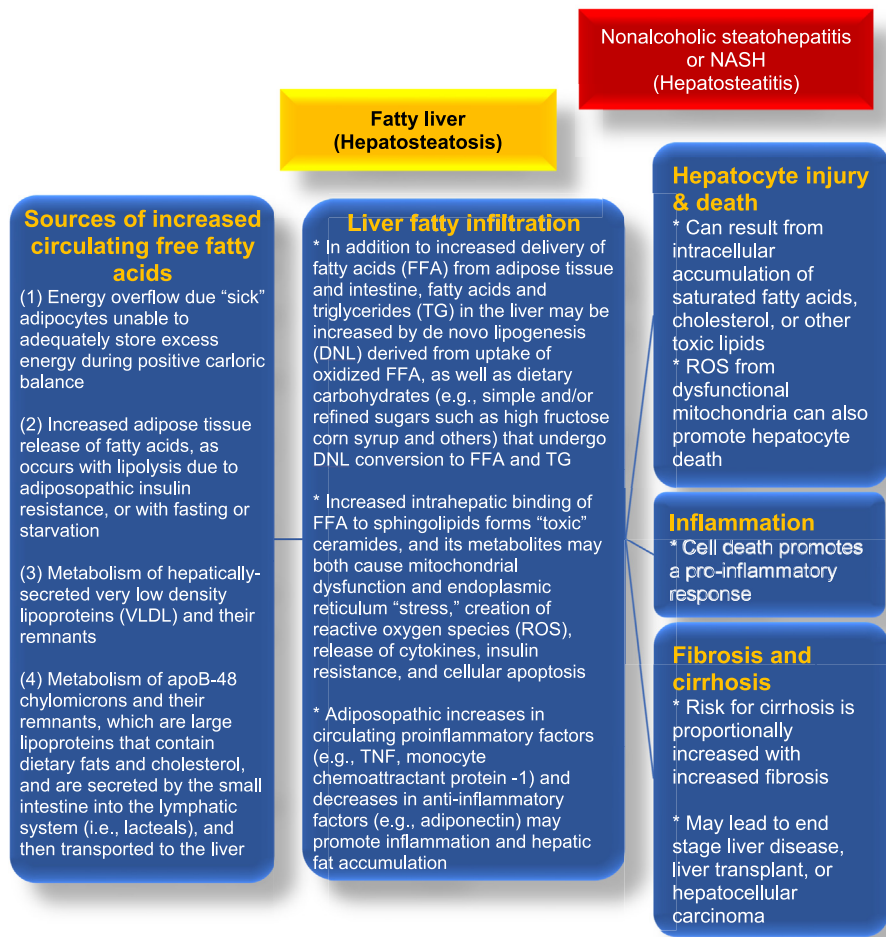 Nonalcoholic steatohepatitis
or NASH
(Hepatosteatitis)
Fatty liver
(Hepatosteatosis)
Sources of increased
circulating free fatty
acids
(1) Energy overflow due “sick”
adipocytes unable to
adequately store excess
energy during positive carloric
balance
(2) Increased adipose tissue
release of fatty acids, as
occurs with lipolysis due to
adiposopathic insulin
resistance, or with fasting or
starvation
(3) Metabolism of hepatically-
secreted very low density
lipoproteins (VLDL) and their
remnants
(4) Metabolism of apoB-48
chylomicrons and their
remnants, which are large
lipoproteins that contain
dietary fats and cholesterol,
and are secreted by the small
intestine into the lymphatic
system (i.e., lacteals), and
then transported to the liver
Liver fatty infiltration
* In addition to increased delivery of
fatty acids (FFA) from adipose tissue
and intestine, fatty acids and
triglycerides (TG) in the liver may be
increased by de novo lipogenesis
(DNL) derived from uptake of
oxidized FFA, as well as dietary
carbohydrates (e.g., simple and/or
refined sugars such as high fructose
corn syrup and others) that undergo
DNL conversion to FFA and TG
* Increased intrahepatic binding of
FFA to sphingolipids forms “toxic”
ceramides, and its metabolites may
both cause mitochondrial
dysfunction and endoplasmic
reticulum “stress,” creation of
reactive oxygen species (ROS),
release of cytokines, insulin
resistance, and cellular apoptosis
* Adiposopathic increases in
circulating proinflammatory factors
(e.g., TNF, monocyte
chemoattractant protein -1) and
decreases in anti-inflammatory
factors (e.g., adiponectin) may
promote inflammation and hepatic
fat accumulation
Hepatocyte injury
& death
* Can result from
intracellular
accumulation of
saturated fatty acids,
cholesterol, or other
toxic lipids
* ROS from
dysfunctional
mitochondria can also
promote hepatocyte
death
Inflammation
* Cell death promotes
a pro-inflammatory
response
Fibrosis and
cirrhosis
* Risk for cirrhosis is
proportionally
increased with
increased fibrosis
* May lead to end
stage liver disease,
liver transplant, or
hepatocellular
carcinoma